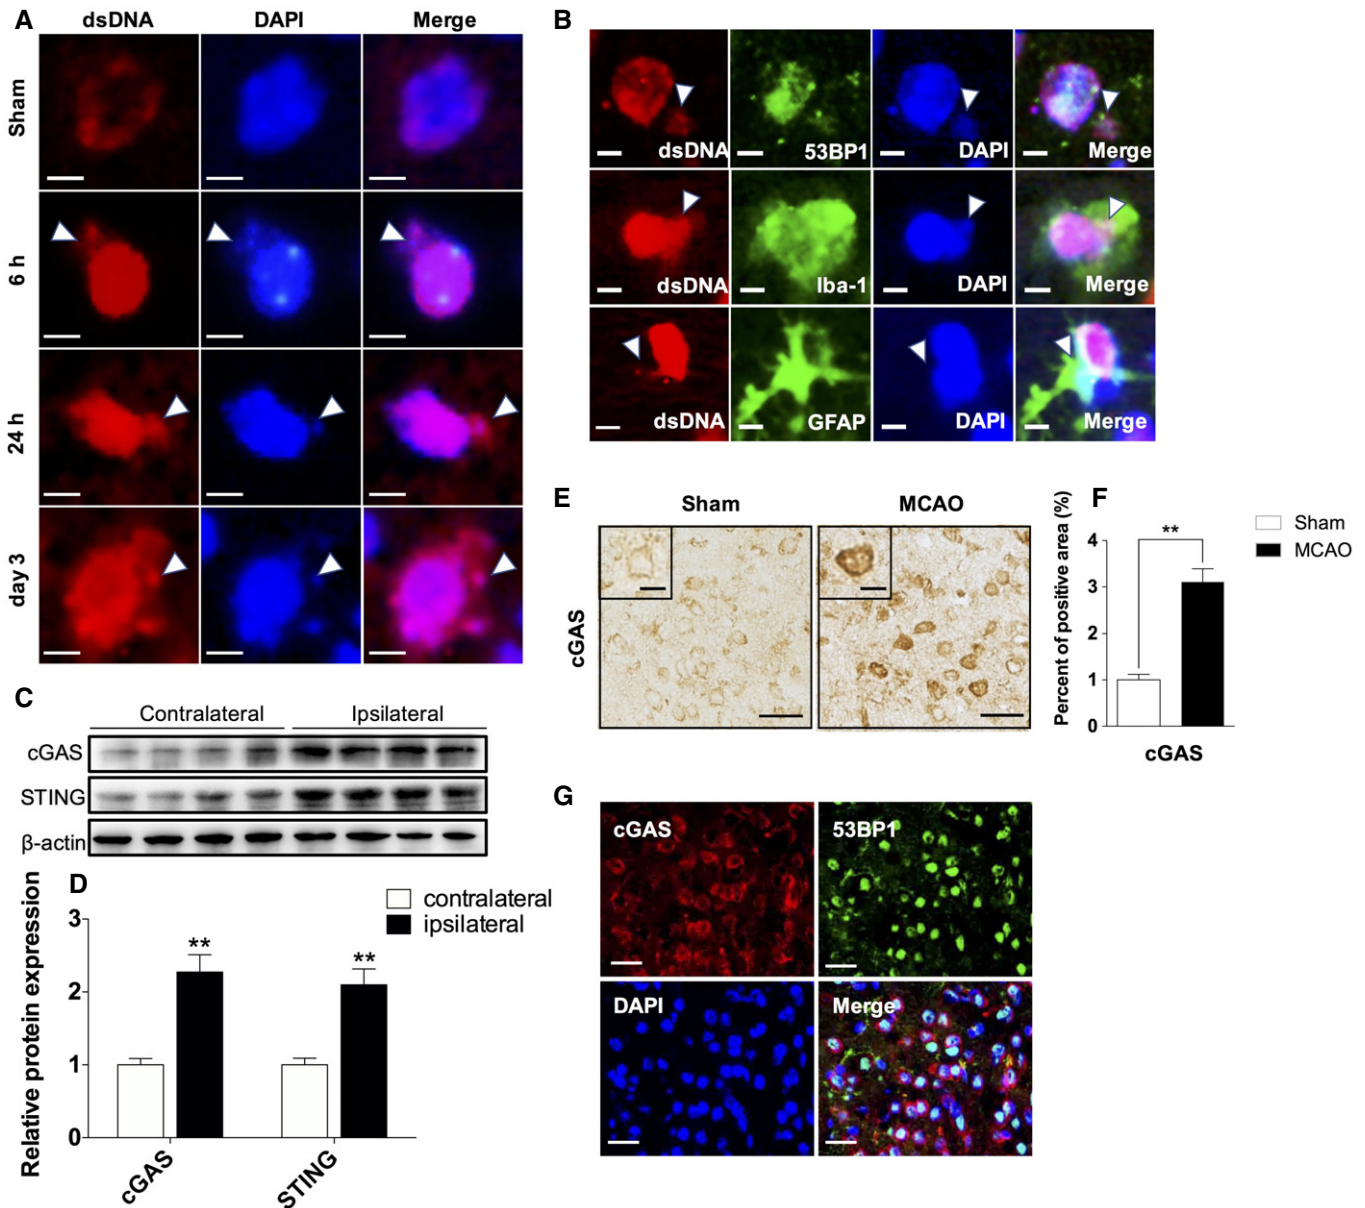 A
dsDNA DAPI Merge
Sham
6 h
24 h
day 3
B
dsDNA 53BP1 DAPI Merge
dsDNA Iba-1 DAPI Merge
dsDNA GFAP DAPI Merge
C
Contralateral Ipsilateral
cGAS
STING
β-actin
D
Relative protein expression
3
2
1
0
contralateral
ipsilateral
**
**
cGAS STING
E
Sham MCAO
cGAS
F
Percent of positive area (%)
4
3
2
1
0
**
cGAS
Sham
MCAO
G
cGAS 53BP1
DAPI Merge